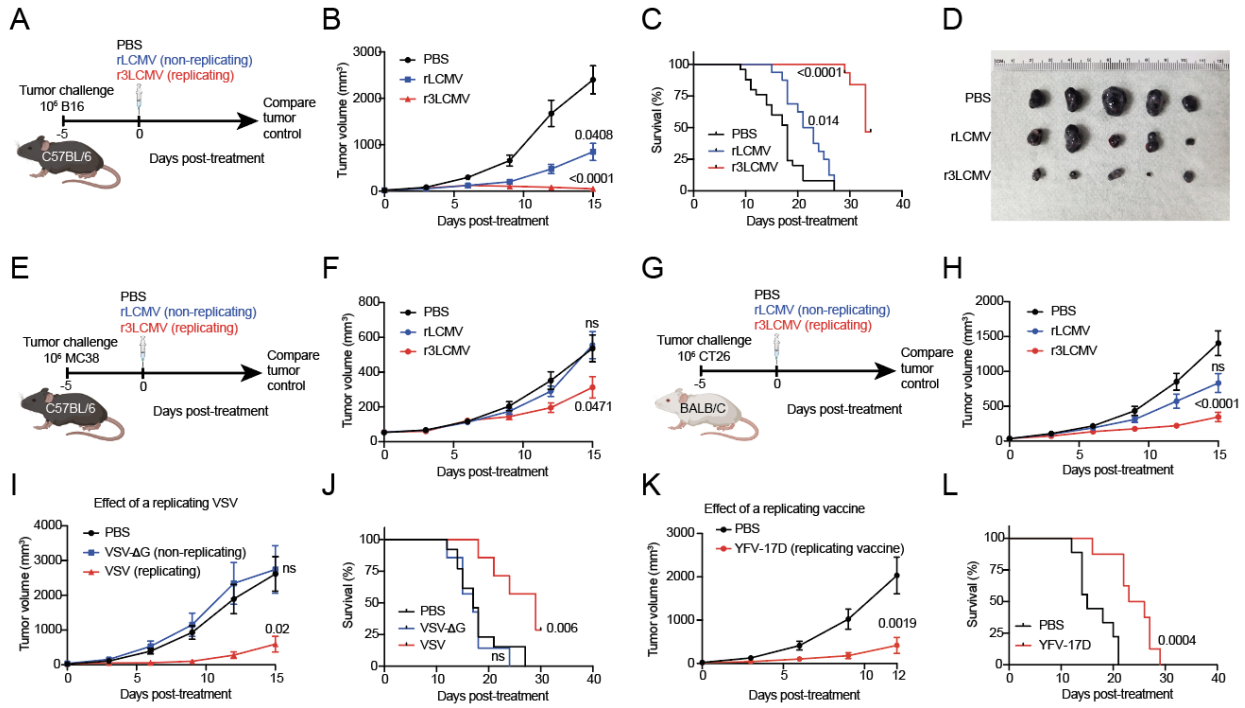 A
PBS
rLCMV (non-replicating)
r3LCMV (replicating)
Tumor challenge
10⁶ B16
-5
0
Compare
tumor
control
C57BL/6
Days post-treatment
B
Tumor volume (mm³)
3000
2000
1000
0
PBS
rLCMV
r3LCMV
0.0408
<0.0001
0
5
10
15
Days post-treatment
C
Survival (%)
100
75
50
25
0
<0.0001
0.014
PBS
rLCMV
r3LCMV
0
10
20
30
40
Days post-treatment
D
PBS
rLCMV
r3LCMV
E
PBS
rLCMV (non-replicating)
r3LCMV (replicating)
Tumor challenge
10⁶ MC38
-5
0
Compare
tumor
control
C57BL/6
Days post-treatment
F
Tumor volume (mm³)
800
600
400
200
0
PBS
rLCMV
r3LCMV
ns
0.0471
0
5
10
15
Days post-treatment
G
PBS
rLCMV (non-replicating)
r3LCMV (replicating)
Tumor challenge
10⁶ CT26
-5
0
Compare
tumor
control
BALB/C
Days post-treatment
H
Tumor volume (mm³)
2000
1500
1000
500
0
PBS
rLCMV
r3LCMV
ns
<0.0001
0
5
10
15
Days post-treatment
I
Effect of a replicating VSV
Tumor volume (mm³)
4000
3000
2000
1000
0
PBS
VSV-ΔG (non-replicating)
VSV (replicating)
ns
0.02
0
5
10
15
Days post-treatment
J
Survival (%)
100
75
50
25
0
PBS
VSV-ΔG
VSV
ns
0.006
0
10
20
30
40
Days post-treatment
K
Effect of a replicating vaccine
Tumor volume (mm³)
3000
2000
1000
0
PBS
YFV-17D (replicating vaccine)
0.0019
0
5
10
12
Days post-treatment
L
Survival (%)
100
75
50
25
0
PBS
YFV-17D
0.0004
0
10
20
30
40
Days post-treatment